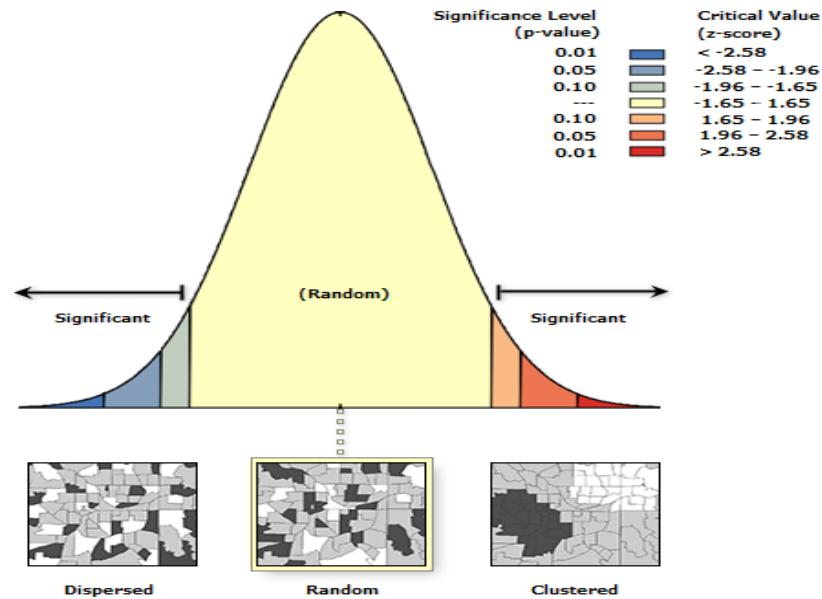 Significance Level Critical Value
(p-value) (z-score)
0.01 < -2.58
0.05 -2.58 – -1.96
0.10 -1.96 – -1.65
--- -1.65 – 1.65
0.10 1.65 – 1.96
0.05 1.96 – 2.58
0.01 > 2.58
(Random)
Significant Significant
Dispersed Random Clustered